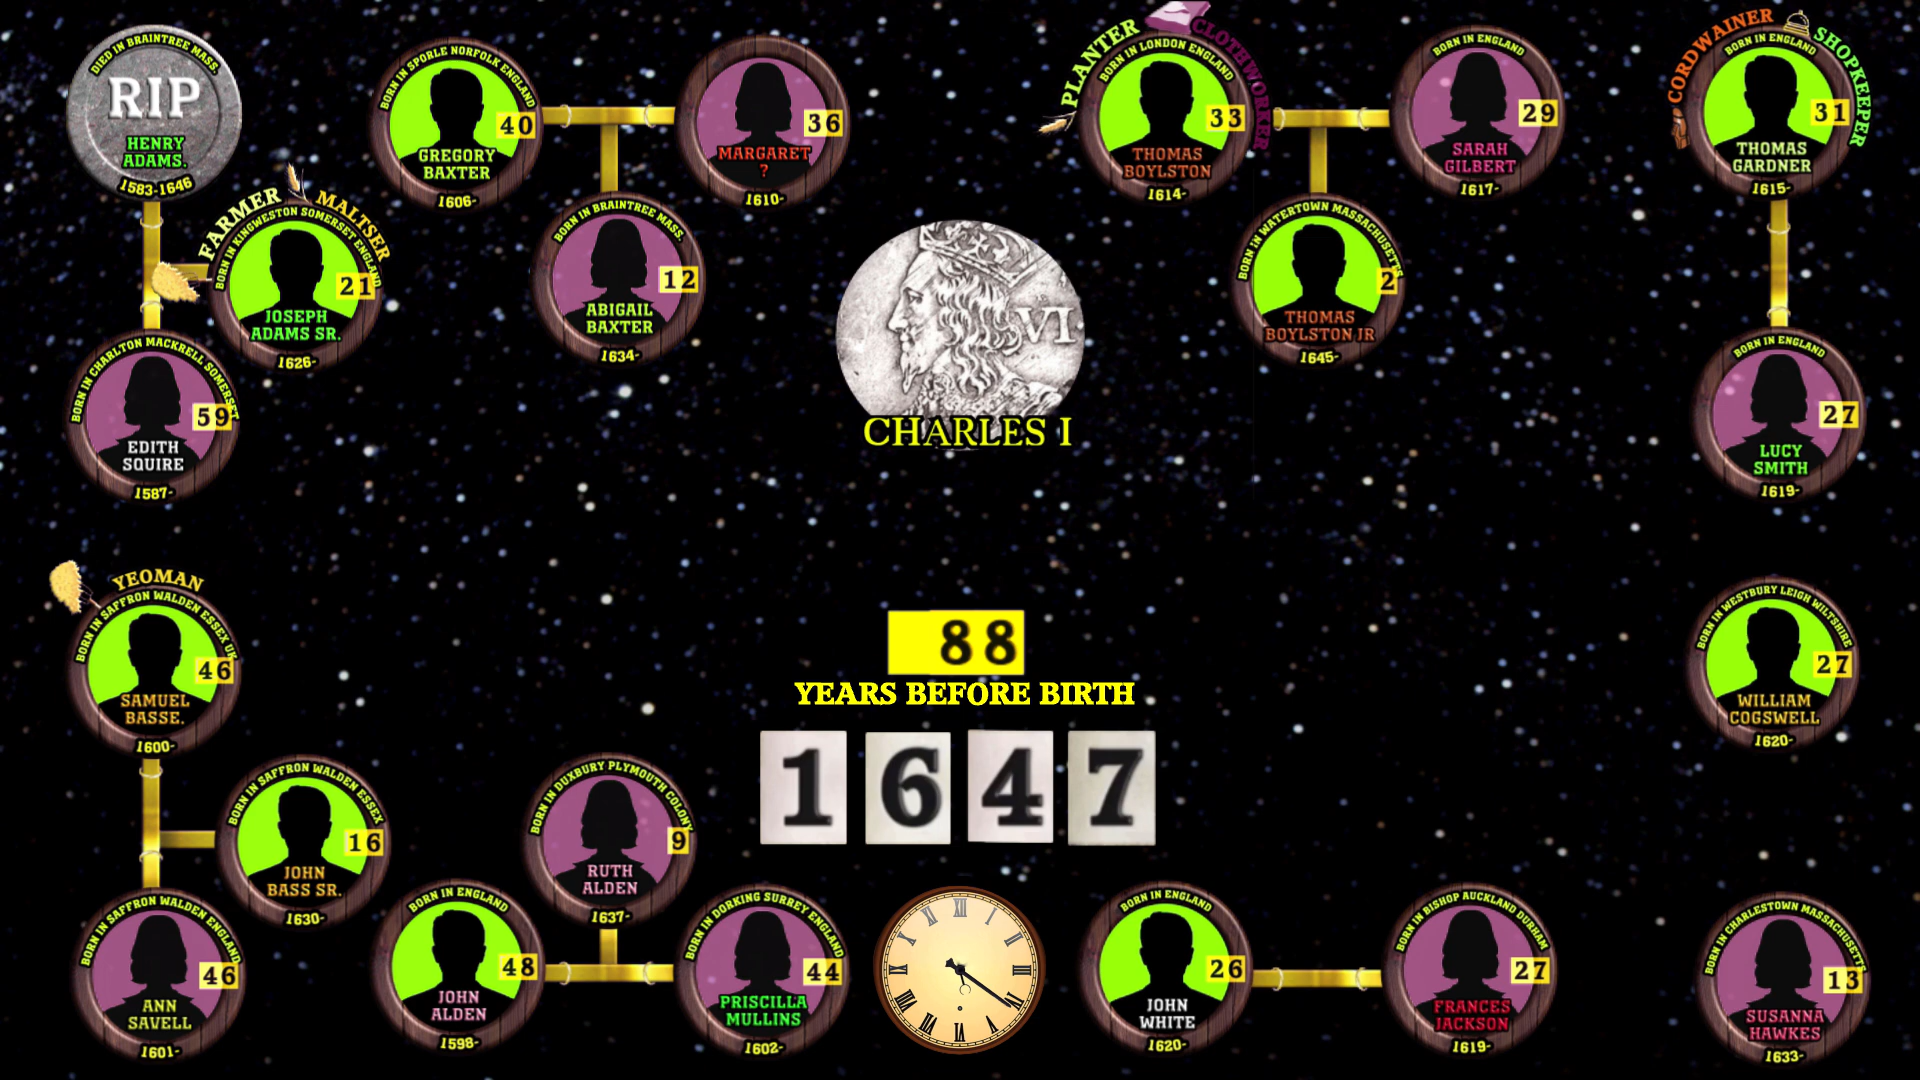 DIED IN BRAINTREE MASS.
RIP
HENRY
ADAMS.
1583-1646
BORN IN SPORLE NORFOLK ENGLAND
40
GREGORY
BAXTER
1606-
36
MARGARET
?
1610-
PLANTER
CLOTHWORKER
BORN IN LONDON ENGLAND
33
THOMAS
BOYLSTON
1614-
BORN IN ENGLAND
29
SARAH
GILBERT
1617-
CORDWAINER
SHOPKEEPER
BORN IN ENGLAND
31
THOMAS
GARDNER
1615-
FARMER
MALTSER
BORN IN KINGWESTON SOMERSET ENGLAND
21
JOSEPH
ADAMS SR.
1626-
BORN IN BRAINTREE MASS.
12
ABIGAIL
BAXTER
1634-
BORN IN WATERTOWN MASSACHUSETTS
2
THOMAS
BOYLSTON JR
1645-
VI
CHARLES I
BORN IN CHARLTON MACKRELL SOMERSET
59
EDITH
SQUIRE
1587-
BORN IN ENGLAND
27
LUCY
SMITH
1619-
YEOMAN
BORN IN SAFFRON WALDEN ESSEX UK
46
SAMUEL
BASSE.
1600-
88
YEARS BEFORE BIRTH
1647
BORN IN WESTBURY LEIGH WILTSHIRE
27
WILLIAM
COGSWELL
1620-
BORN IN SAFFRON WALDEN ESSEX
16
JOHN
BASS SR.
1630-
BORN IN DUXBURY PLYMOUTH COLONY
9
RUTH
ALDEN
1637-
BORN IN SAFFRON WALDEN ENGLAND
46
ANN
SAVELL
1601-
BORN IN ENGLAND
48
JOHN
ALDEN
1598-
BORN IN DORKING SURREY ENGLAND
44
PRISCILLA
MULLINS
1602-
XII I II III IIII V VI VII VIII IX X XI
BORN IN ENGLAND
26
JOHN
WHITE
1620-
BORN IN BISHOP AUCKLAND DURHAM
27
FRANCES
JACKSON
1619-
BORN IN CHARLESTOWN MASSACHUSETTS
13
SUSANNA
HAWKES
1633-